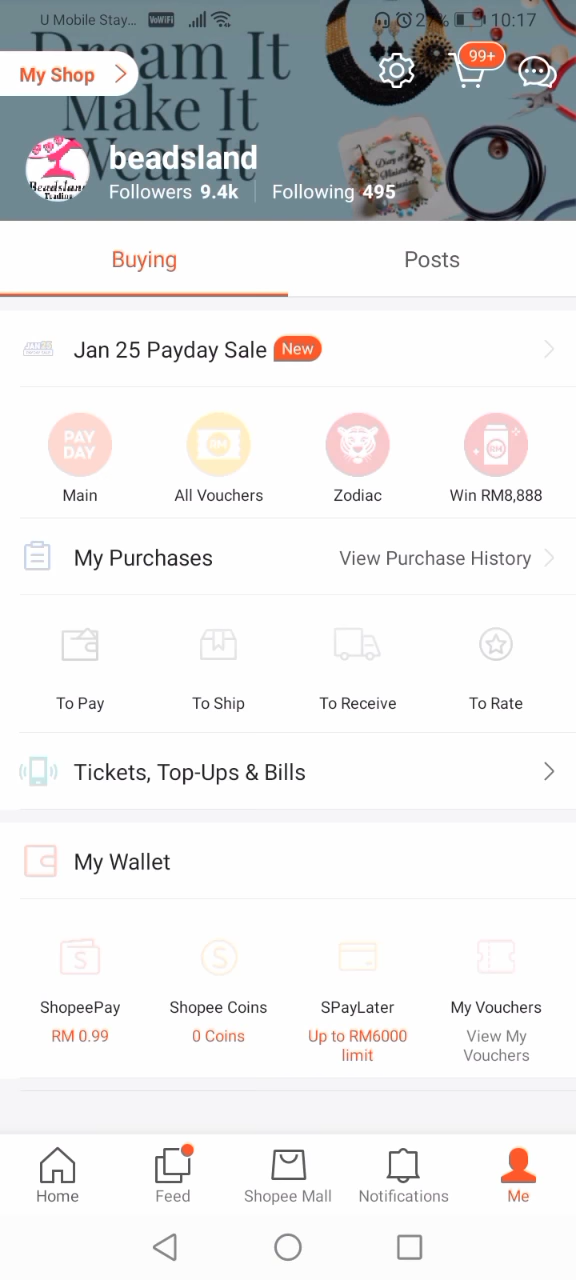 U Mobile Stay... VoWiFi 10:17
Dream It
Make It
Wear It
My Shop
99+
beadsland
Followers 9.4k Following 495
Buying Posts
Jan 25 Payday Sale New
PAY DAY RM RM
Main All Vouchers Zodiac Win RM8,888
My Purchases View Purchase History
To Pay To Ship To Receive To Rate
Tickets, Top-Ups & Bills
My Wallet
S S
ShopeePay Shopee Coins SPayLater My Vouchers
RM 0.99 0 Coins Up to RM6000 limit View My Vouchers
Home Feed Shopee Mall Notifications Me